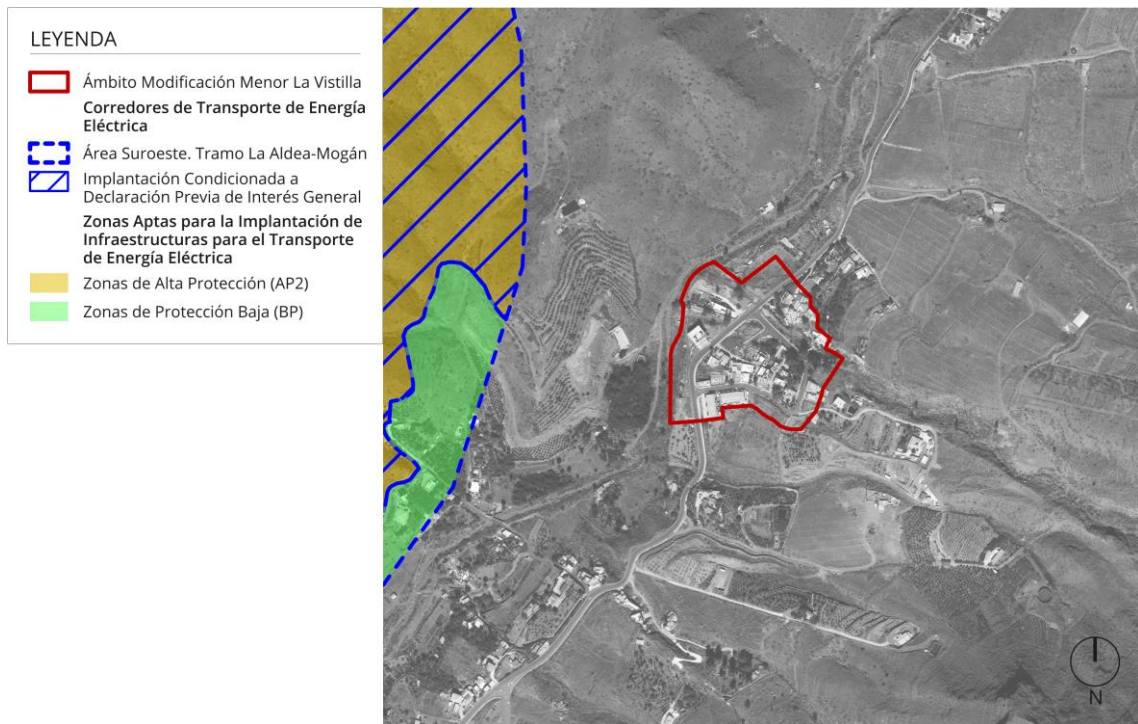 LEYENDA
Ámbito Modificación Menor La Vistilla
Corredores de Transporte de Energía
Eléctrica
Área Suroeste. Tramo La Aldea-Mogán
Implantación Condicionada a
Declaración Previa de Interés General
Zonas Aptas para la Implantación de
Infraestructuras para el Transporte
de Energía Eléctrica
Zonas de Alta Protección (AP2)
Zonas de Protección Baja (BP)
N